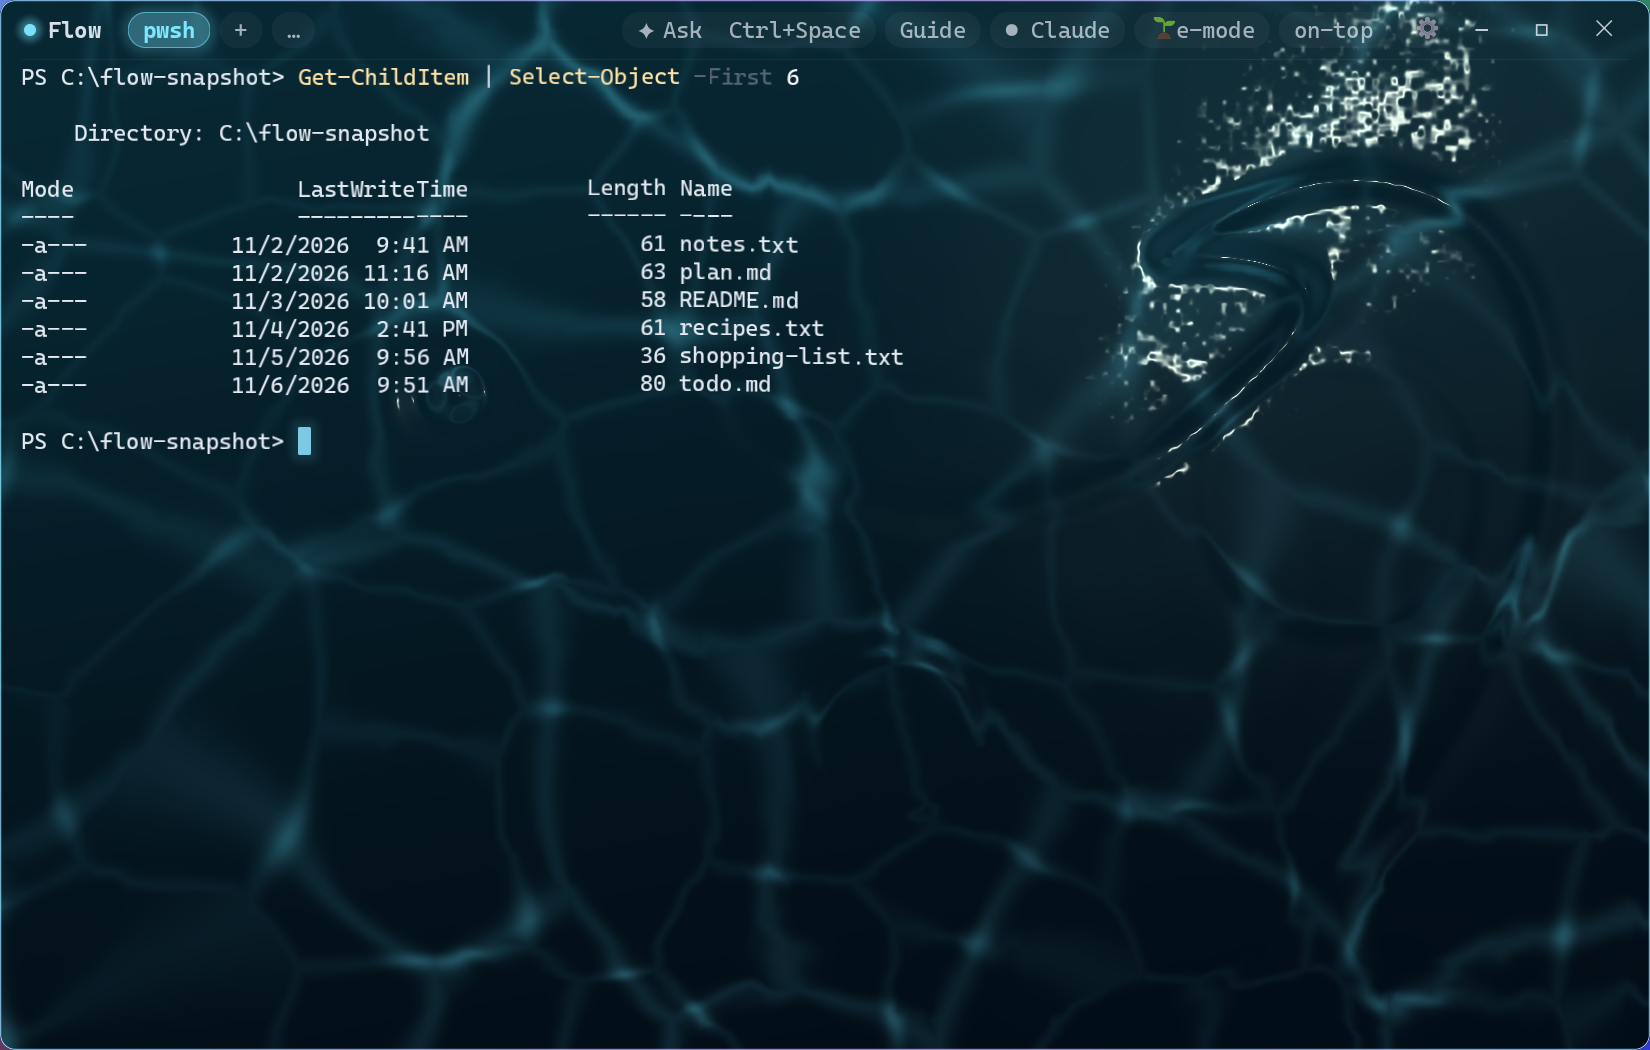 Flow pwsh + … ✦ Ask Ctrl+Space Guide ● Claude 🌱e-mode on-top
PS C:\flow-snapshot> Get-ChildItem | Select-Object -First 6
Directory: C:\flow-snapshot
Mode LastWriteTime Length Name
---- ------------- ------ ----
-a--- 11/2/2026 9:41 AM 61 notes.txt
-a--- 11/2/2026 11:16 AM 63 plan.md
-a--- 11/3/2026 10:01 AM 58 README.md
-a--- 11/4/2026 2:41 PM 61 recipes.txt
-a--- 11/5/2026 9:56 AM 36 shopping-list.txt
-a--- 11/6/2026 9:51 AM 80 todo.md
PS C:\flow-snapshot>